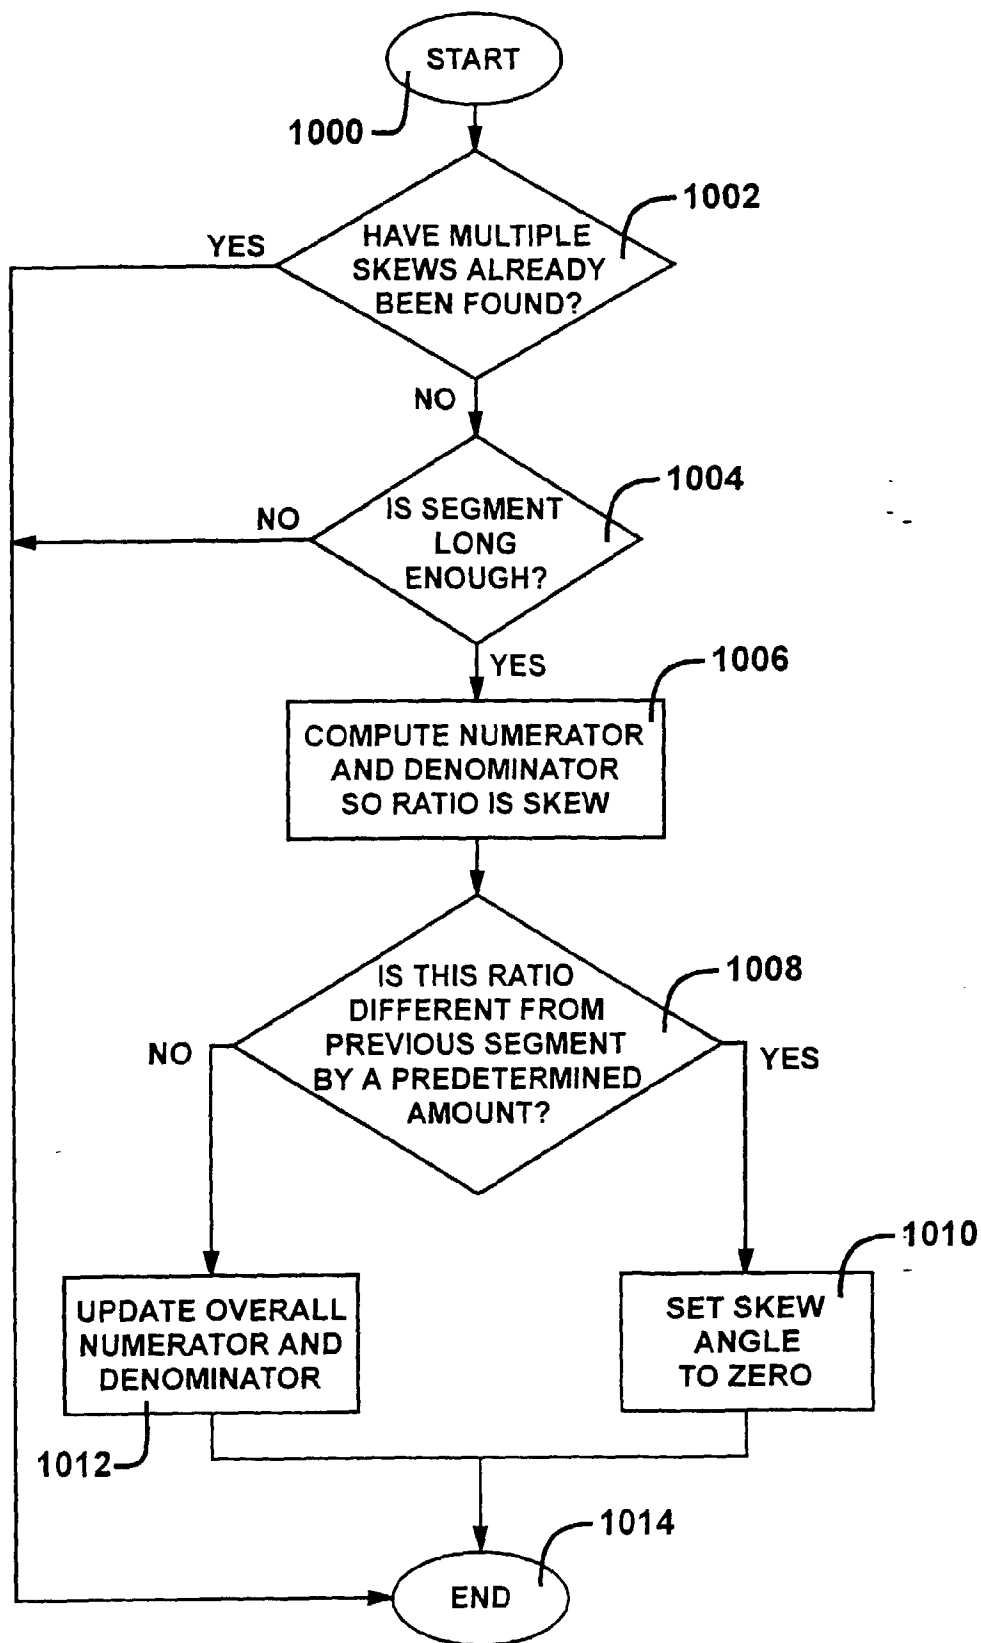 START
1000
1002
HAVE MULTIPLE
SKEWS ALREADY
BEEN FOUND?
YES
NO
1004
IS SEGMENT
LONG
ENOUGH?
NO
YES
1006
COMPUTE NUMERATOR
AND DENOMINATOR
SO RATIO IS SKEW
1008
IS THIS RATIO
DIFFERENT FROM
PREVIOUS SEGMENT
BY A PREDETERMINED
AMOUNT?
NO
YES
1010
UPDATE OVERALL
NUMERATOR AND
DENOMINATOR
SET SKEW
ANGLE
TO ZERO
1012
1014
END